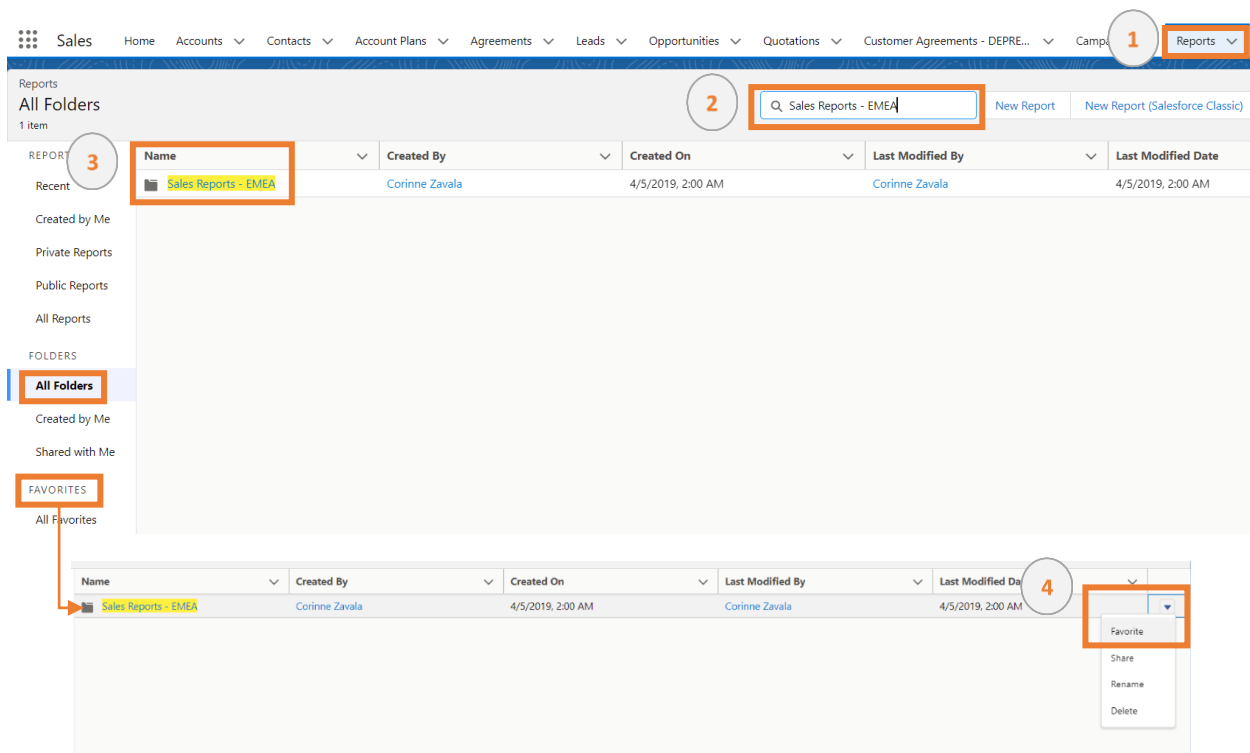 Sales Home Accounts Contacts Account Plans Agreements Leads Opportunities Quotations Customer Agreements - DEPRE... Campa 1 Reports
Reports
All Folders
1 item
2 Sales Reports - EMEA New Report New Report (Salesforce Classic)
REPORT 3 Name Created By Created On Last Modified By Last Modified Date
Recent Sales Reports - EMEA Corinne Zavala 4/5/2019, 2:00 AM Corinne Zavala 4/5/2019, 2:00 AM
Created by Me
Private Reports
Public Reports
All Reports
FOLDERS
All Folders
Created by Me
Shared with Me
FAVORITES
All Favorites
Name Created By Created On Last Modified By Last Modified Da 4
Sales Reports - EMEA Corinne Zavala 4/5/2019, 2:00 AM Corinne Zavala 4/5/2019, 2:00 AM
Favorite
Share
Rename
Delete